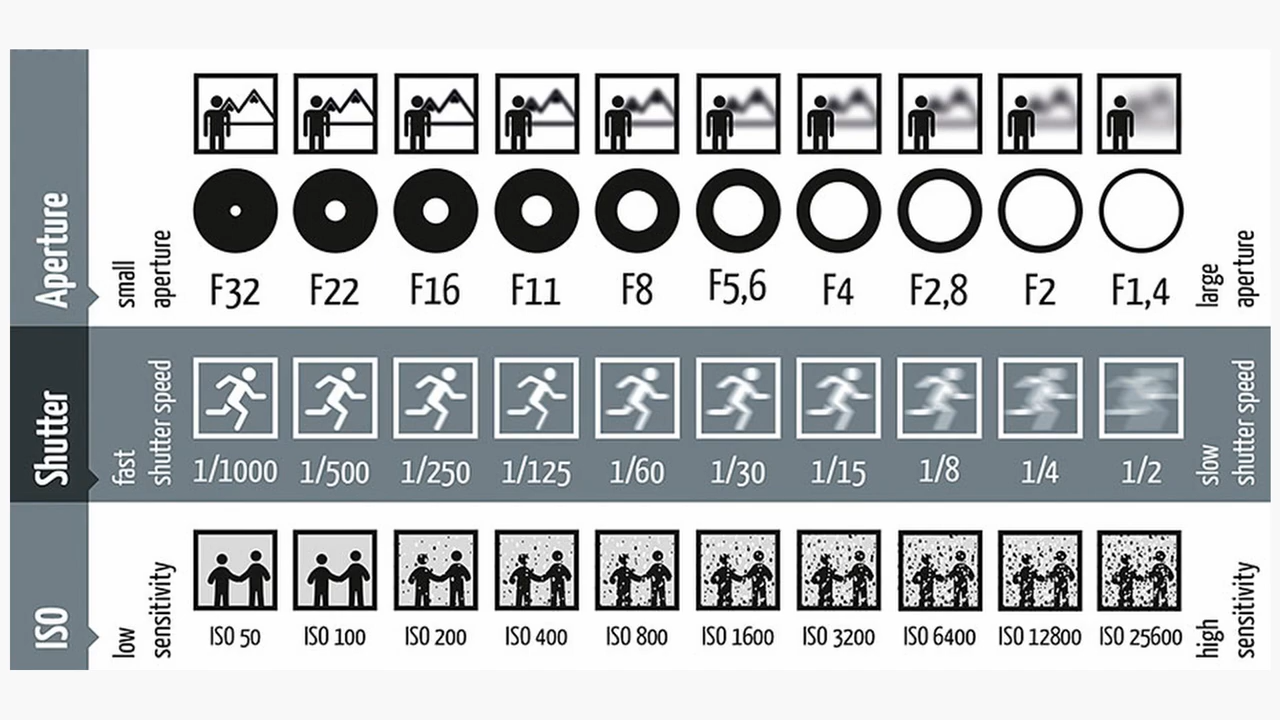 Aperture
small
aperture
F32 F22 F16 F11 F8 F5,6 F4 F2,8 F2 F1,4
large
aperture
Shutter
fast
shutter speed
1/1000 1/500 1/250 1/125 1/60 1/30 1/15 1/8 1/4 1/2
slow
shutter speed
ISO
low
sensitivity
ISO 50 ISO 100 ISO 200 ISO 400 ISO 800 ISO 1600 ISO 3200 ISO 6400 ISO 12800 ISO 25600
high
sensitivity